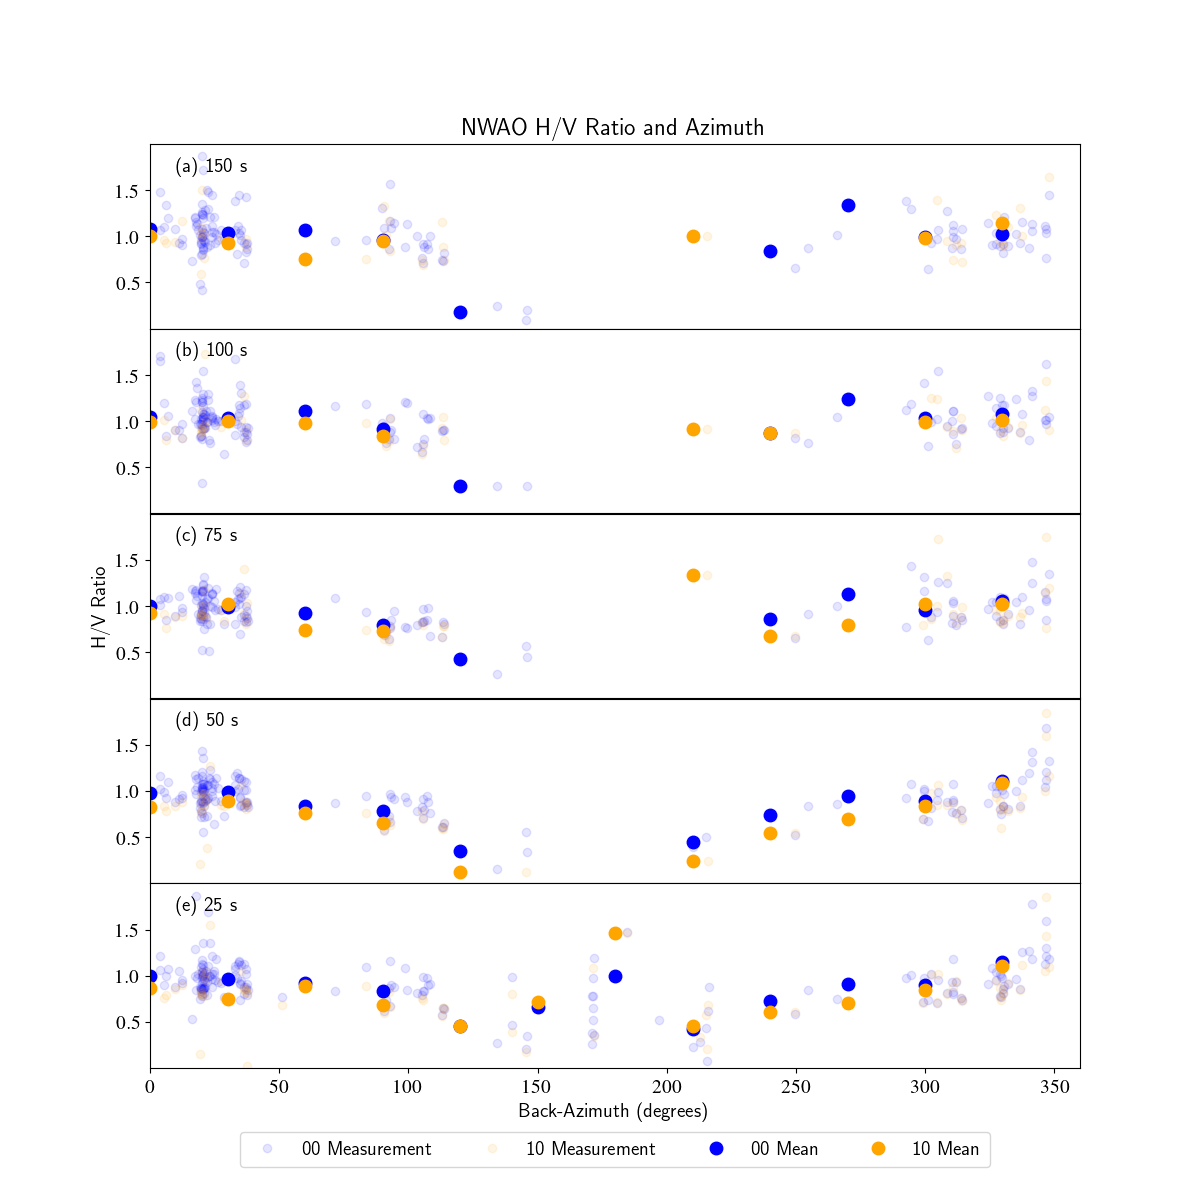 NWAO H/V Ratio and Azimuth
(a) 150 s
1.5
1.0
0.5
(b) 100 s
1.5
1.0
0.5
(c) 75 s
1.5
1.0
0.5
H/V Ratio
(d) 50 s
1.5
1.0
0.5
(e) 25 s
1.5
1.0
0.5
0 50 100 150 200 250 300 350
Back-Azimuth (degrees)
00 Measurement 10 Measurement 00 Mean 10 Mean